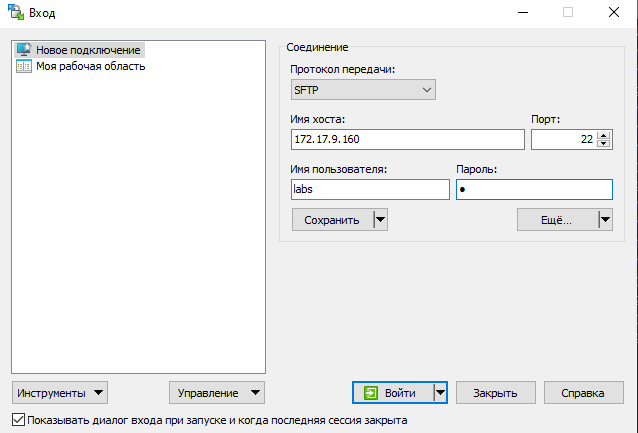 Вход
Новое подключение
Моя рабочая область
Соединение
Протокол передачи:
SFTP
Имя хоста: Порт:
172.17.9.160 22
Имя пользователя: Пароль:
labs ●
Сохранить Ещё...
Инструменты Управление Войти Закрыть Справка
Показывать диалог входа при запуске и когда последняя сессия закрыта